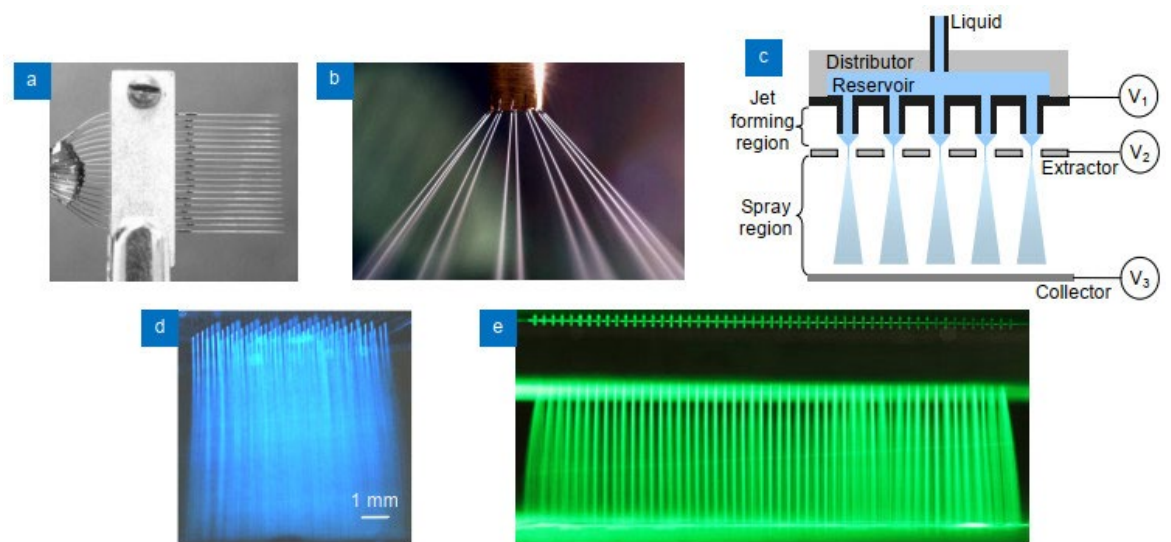 a
b
c
Liquid
Distributor
Reservoir
Jet
forming
region
V1
V2
Extractor
Spray
region
Collector
V3
d
1 mm
e